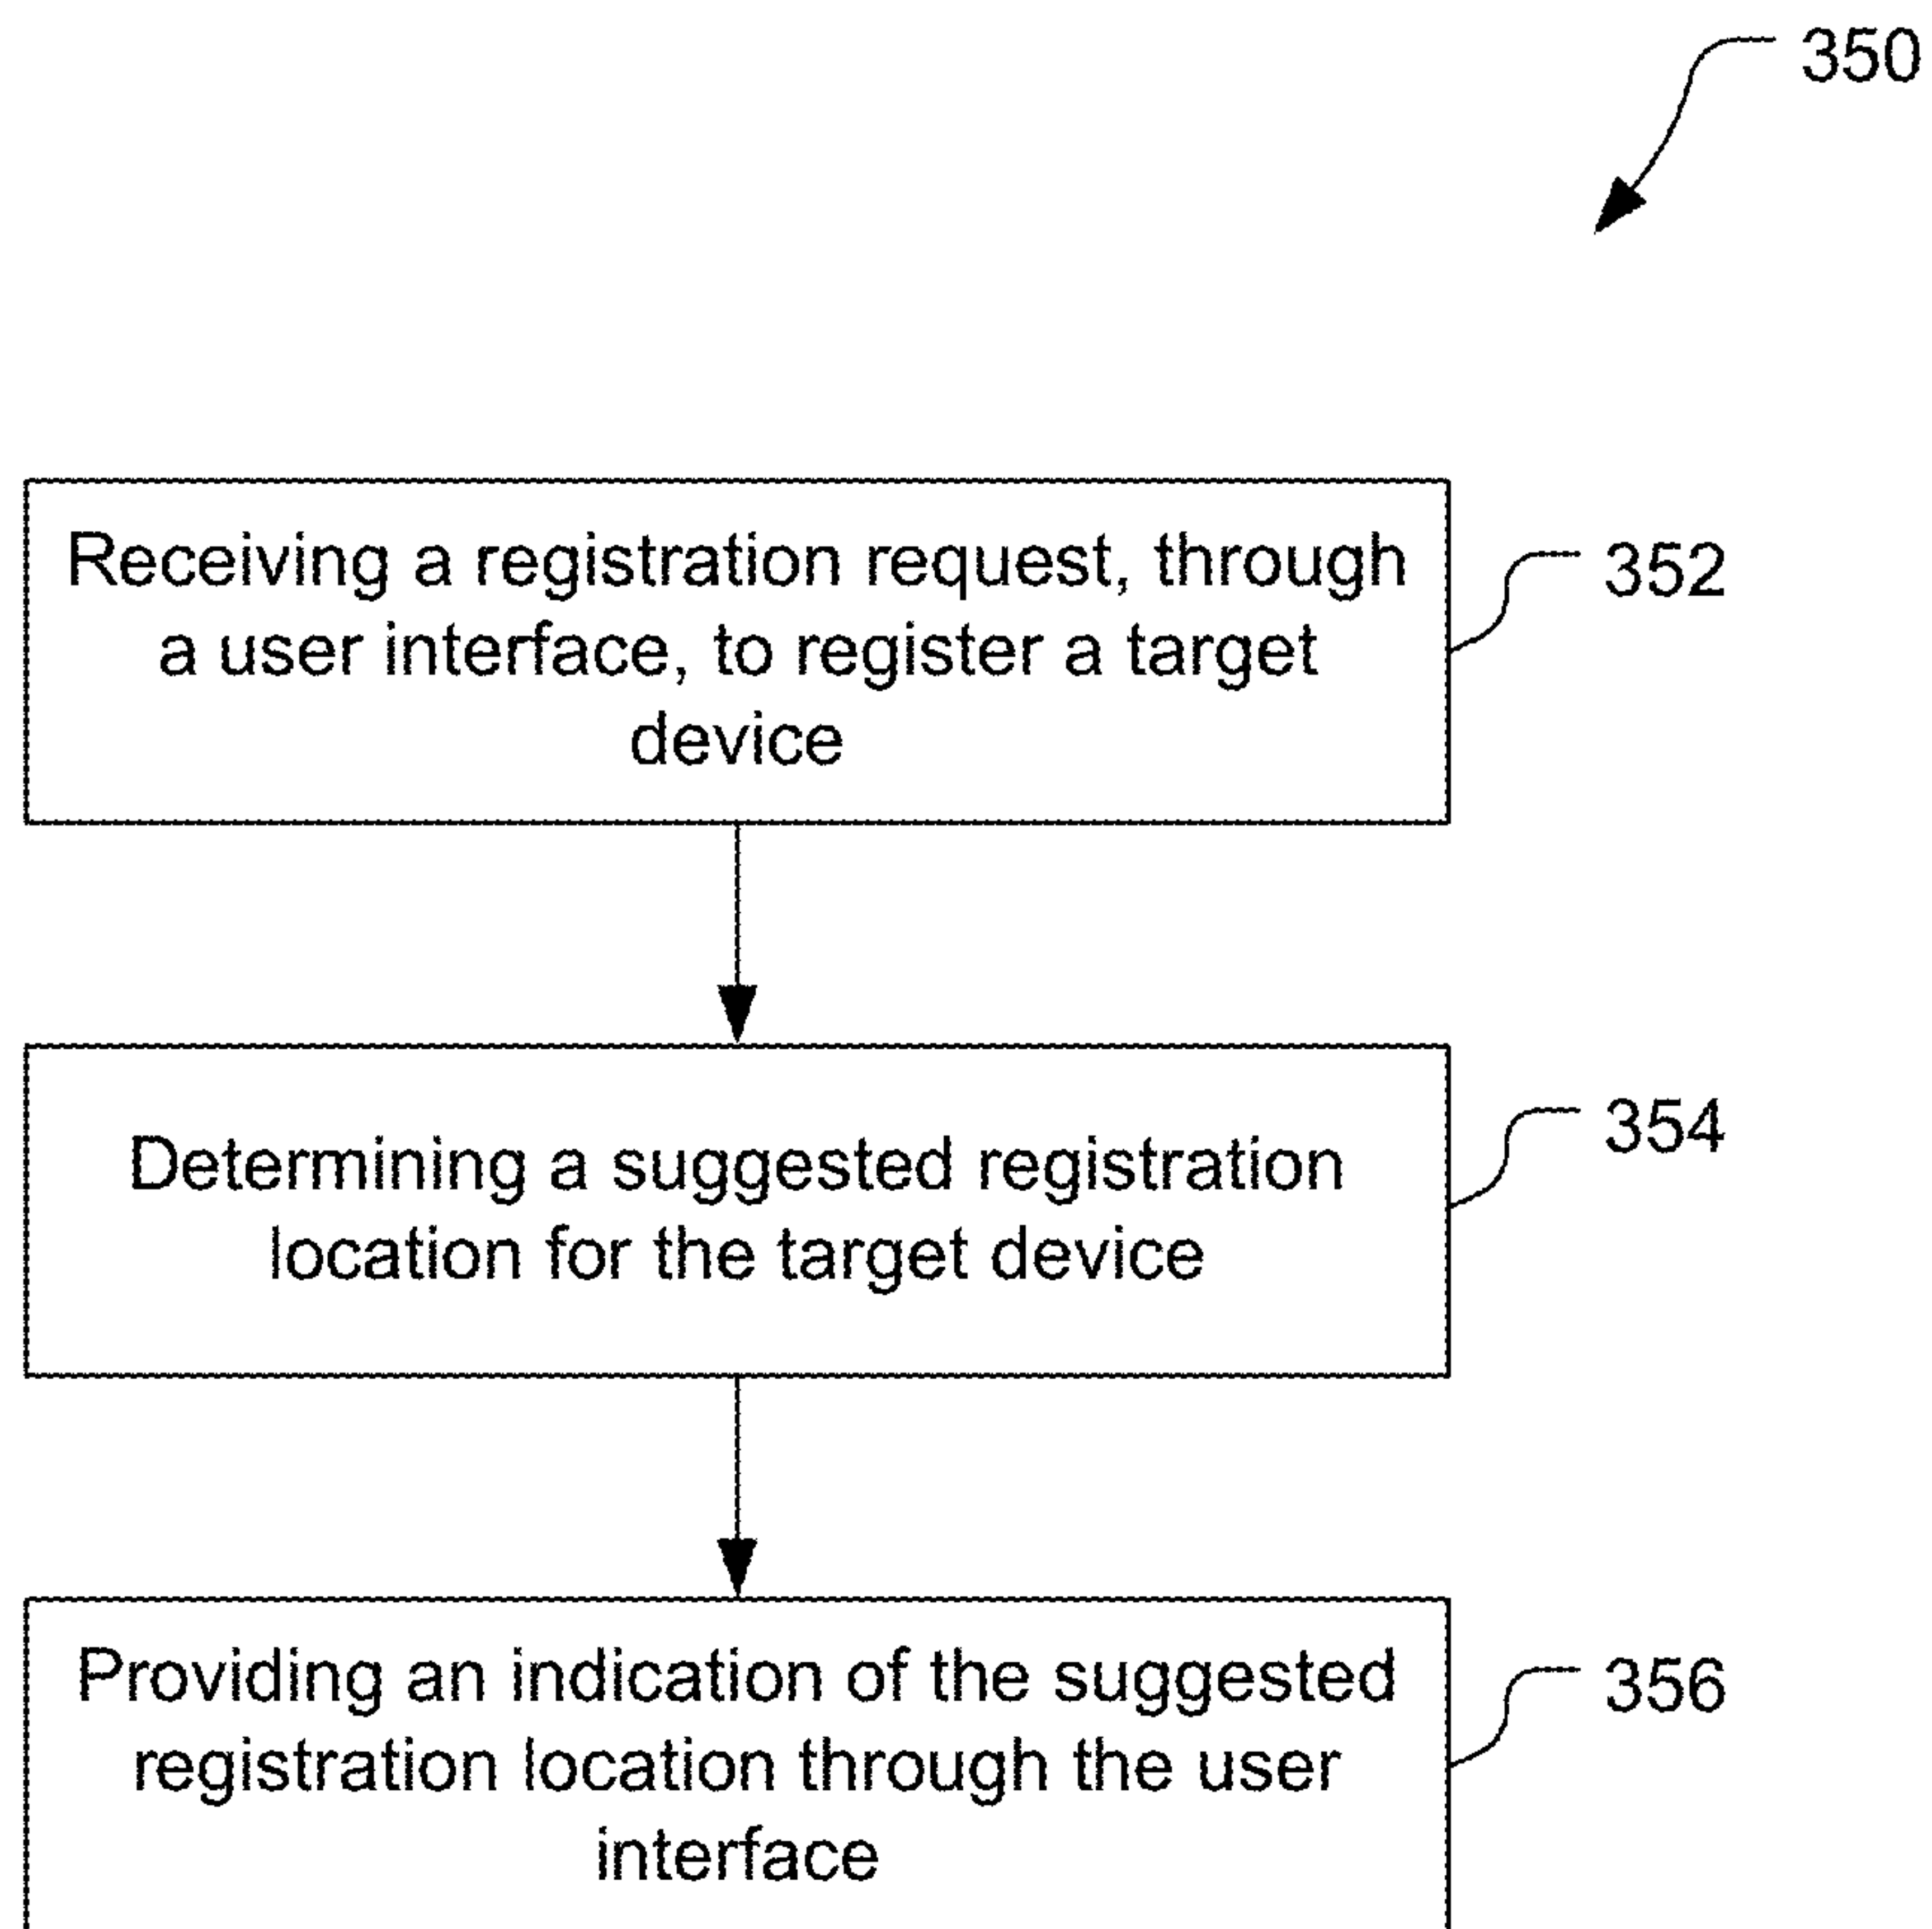 350
Receiving a registration request, through
a user interface, to register a target
device
352
Determining a suggested registration
location for the target device
354
Providing an indication of the suggested
registration location through the user
interface
356